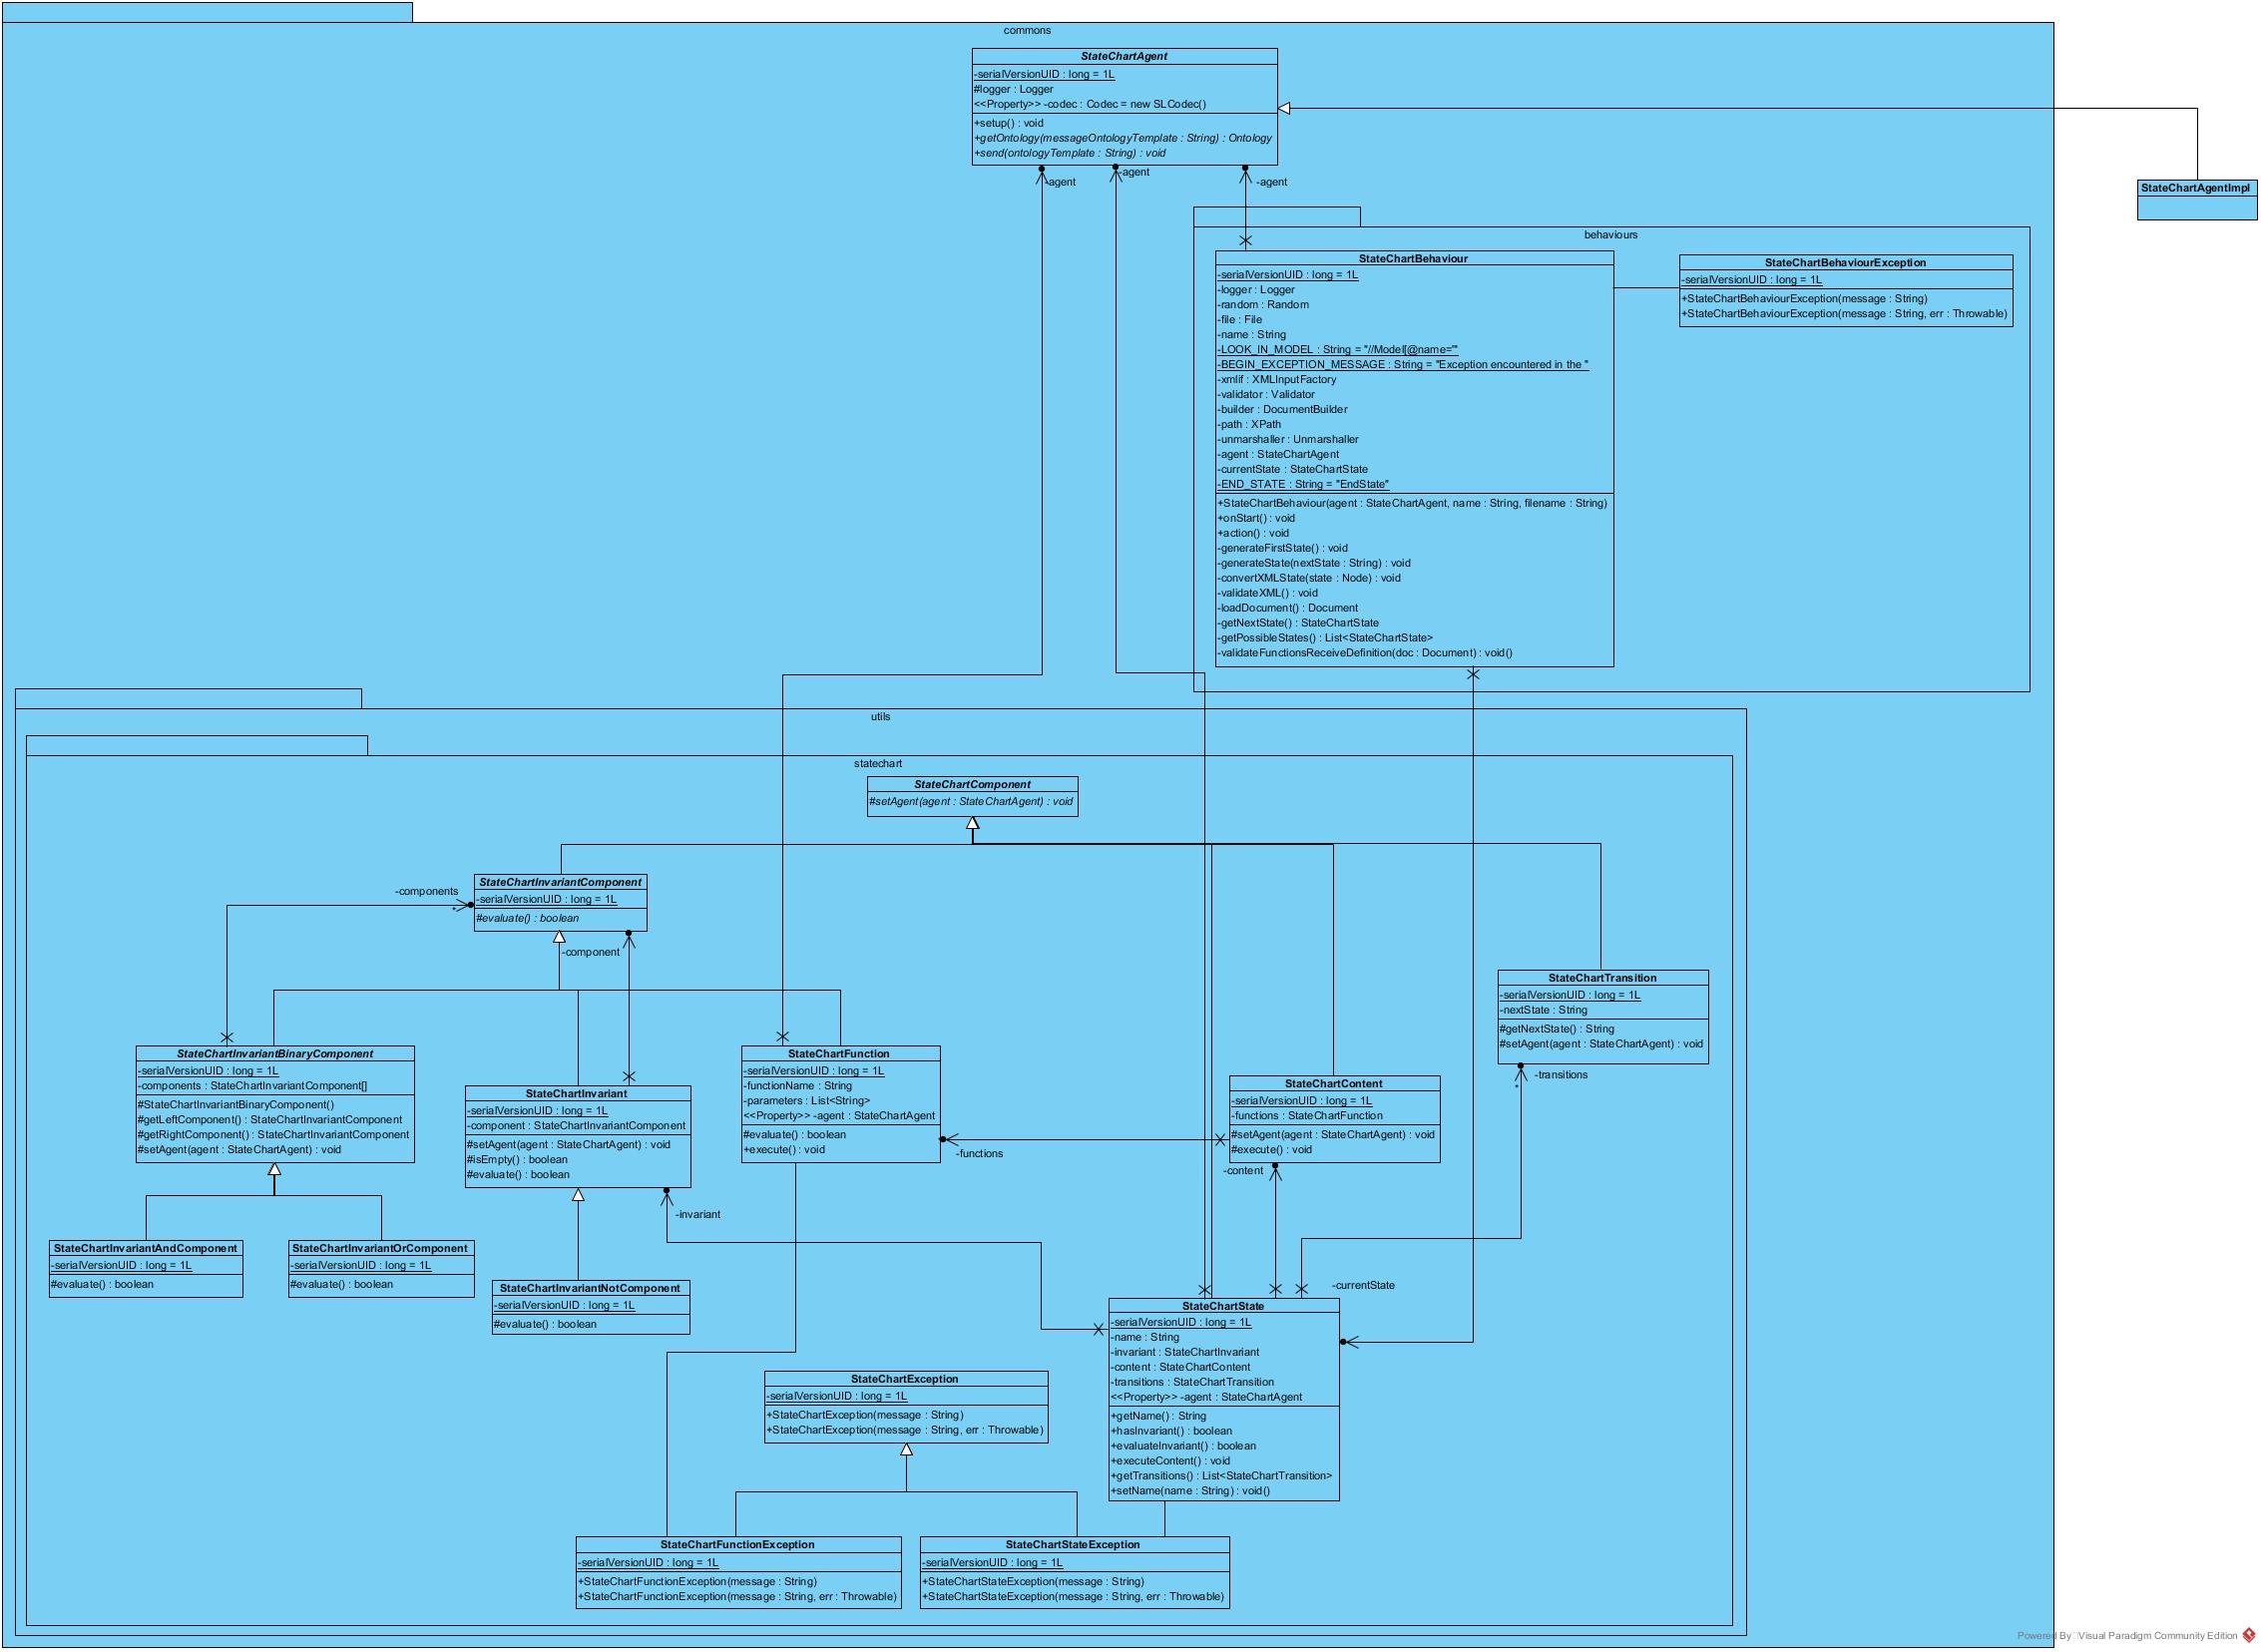 commons
StateChartAgent
-serialVersionUID : long = 1L
#logger : Logger
<<Property>> -codec : Codec = new SLCodec()
+setup() : void
+getOntology(messageOntologyTemplate : String) : Ontology
+send(ontologyTemplate : String) : void
-agent
-agent
-agent
StateChartAgentImpl
behaviours
StateChartBehaviour
-serialVersionUID : long = 1L
-logger : Logger
-random : Random
-file : File
-name : String
-LOOK_IN_MODEL : String = "//Model[@name='"
-BEGIN_EXCEPTION_MESSAGE : String = "Exception encountered in the "
-xmlif : XMLInputFactory
-validator : Validator
-builder : DocumentBuilder
-path : XPath
-unmarshaller : Unmarshaller
-agent : StateChartAgent
-currentState : StateChartState
-END_STATE : String = "EndState"
+StateChartBehaviour(agent : StateChartAgent, name : String, filename : String)
+onStart() : void
+action() : void
-generateFirstState() : void
-generateState(nextState : String) : void
-convertXMLState(state : Node) : void
-validateXML() : void
-loadDocument() : Document
-getNextState() : StateChartState
-getPossibleStates() : List<StateChartState>
-validateFunctionsReceiveDefinition(doc : Document) : void()
StateChartBehaviourException
-serialVersionUID : long = 1L
+StateChartBehaviourException(message : String)
+StateChartBehaviourException(message : String, err : Throwable)
utils
statechart
StateChartComponent
#setAgent(agent : StateChartAgent) : void
StateChartInvariantComponent
-serialVersionUID : long = 1L
#evaluate() : boolean
-components
*
-component
StateChartTransition
-serialVersionUID : long = 1L
-nextState : String
#getNextState() : String
#setAgent(agent : StateChartAgent) : void
-transitions
*
StateChartInvariantBinaryComponent
-serialVersionUID : long = 1L
-components : StateChartInvariantComponent[]
#StateChartInvariantBinaryComponent()
#getLeftComponent() : StateChartInvariantComponent
#getRightComponent() : StateChartInvariantComponent
#setAgent(agent : StateChartAgent) : void
StateChartInvariant
-serialVersionUID : long = 1L
-component : StateChartInvariantComponent
#setAgent(agent : StateChartAgent) : void
#isEmpty() : boolean
#evaluate() : boolean
-invariant
StateChartFunction
-serialVersionUID : long = 1L
-functionName : String
-parameters : List<String>
<<Property>> -agent : StateChartAgent
#evaluate() : boolean
+execute() : void
-functions
StateChartContent
-serialVersionUID : long = 1L
-functions : StateChartFunction
#setAgent(agent : StateChartAgent) : void
#execute() : void
-content
StateChartInvariantAndComponent
-serialVersionUID : long = 1L
#evaluate() : boolean
StateChartInvariantOrComponent
-serialVersionUID : long = 1L
#evaluate() : boolean
StateChartInvariantNotComponent
-serialVersionUID : long = 1L
#evaluate() : boolean
-currentState
StateChartState
-serialVersionUID : long = 1L
-name : String
-invariant : StateChartInvariant
-content : StateChartContent
-transitions : StateChartTransition
<<Property>> -agent : StateChartAgent
+getName() : String
+hasInvariant() : boolean
+evaluateInvariant() : boolean
+executeContent() : void
+getTransitions() : List<StateChartTransition>
+setName(name : String) : void()
StateChartException
-serialVersionUID : long = 1L
+StateChartException(message : String)
+StateChartException(message : String, err : Throwable)
StateChartFunctionException
-serialVersionUID : long = 1L
+StateChartFunctionException(message : String)
+StateChartFunctionException(message : String, err : Throwable)
StateChartStateException
-serialVersionUID : long = 1L
+StateChartStateException(message : String)
+StateChartStateException(message : String, err : Throwable)
Powered By Visual Paradigm Community Edition